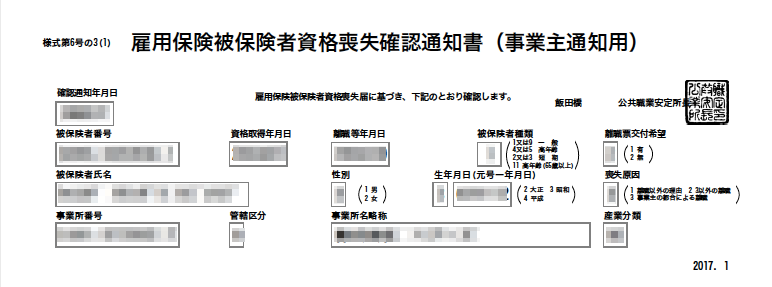 様式第6号の3(1)
雇用保険被保険者資格喪失確認通知書（事業主通知用）
確認通知年月日
雇用保険被保険者資格喪失届に基づき、下記のとおり確認します。
飯田橋 公共職業安定所長
被保険者番号 資格取得年月日 離職等年月日 被保険者種類 離職票交付希望
1又は9 一 般
4又は5 高年齢
2又は3 短 期
11 高年齢(65歳以上)
1 有
2 無
被保険者氏名 性別 生年月日(元号ー年月日) 喪失原因
1 男
2 女
2 大正 3 昭和
4 平成
1 離職以外の理由 2 3以外の離職
3 事業主の都合による離職
事業所番号 管轄区分 事業所名略称 産業分類
2017. 1